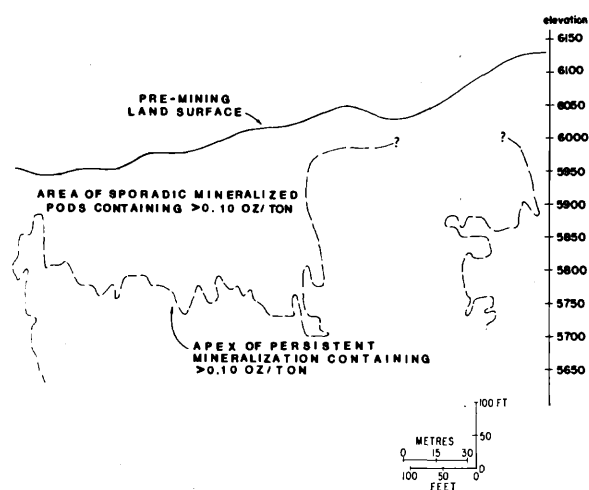 elevation
6150
6100
6050
6000
5950
5900
5850
5800
5750
5700
5650
PRE-MINING
LAND SURFACE
?
?
AREA OF SPORADIC MINERALIZED
PODS CONTAINING >0.10 OZ/TON
APEX OF PERSISTENT
MINERALIZATION CONTAINING
>0.10 OZ/TON
100 FT
50
0
METRES
0 15 30
100 50 0
FEET